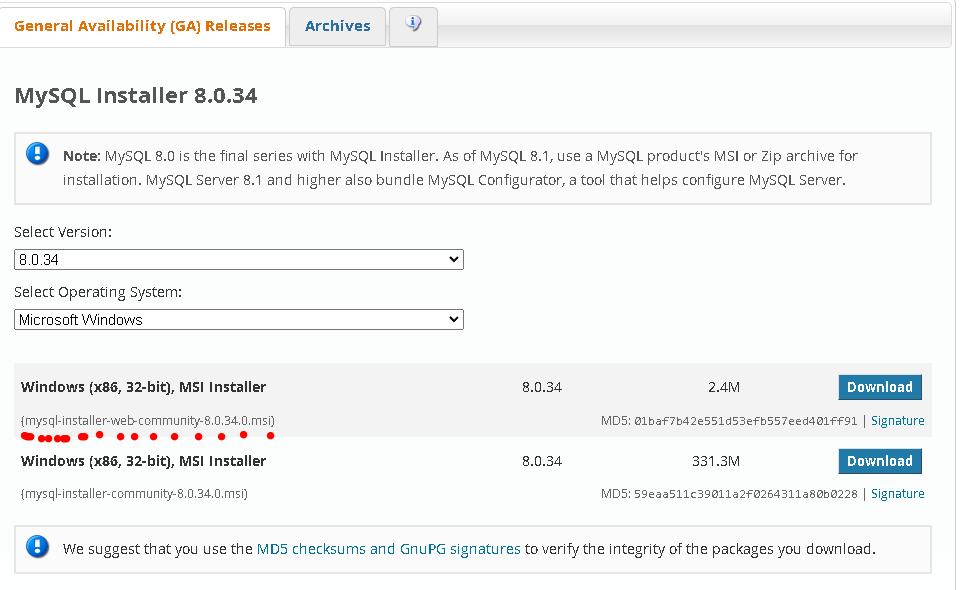 General Availability (GA) Releases
Archives
MySQL Installer 8.0.34
Note: MySQL 8.0 is the final series with MySQL Installer. As of MySQL 8.1, use a MySQL product's MSI or Zip archive for
installation. MySQL Server 8.1 and higher also bundle MySQL Configurator, a tool that helps configure MySQL Server.
Select Version:
8.0.34
Select Operating System:
Microsoft Windows
Windows (x86, 32-bit), MSI Installer 8.0.34 2.4M Download
(mysql-installer-web-community-8.0.34.0.msi) MD5: 01baf7b42e551d53efb557eed401ff91 | Signature
Windows (x86, 32-bit), MSI Installer 8.0.34 331.3M Download
(mysql-installer-community-8.0.34.0.msi) MD5: 59eaa511c39011a2f0264311a80b0228 | Signature
We suggest that you use the MD5 checksums and GnuPG signatures to verify the integrity of the packages you download.